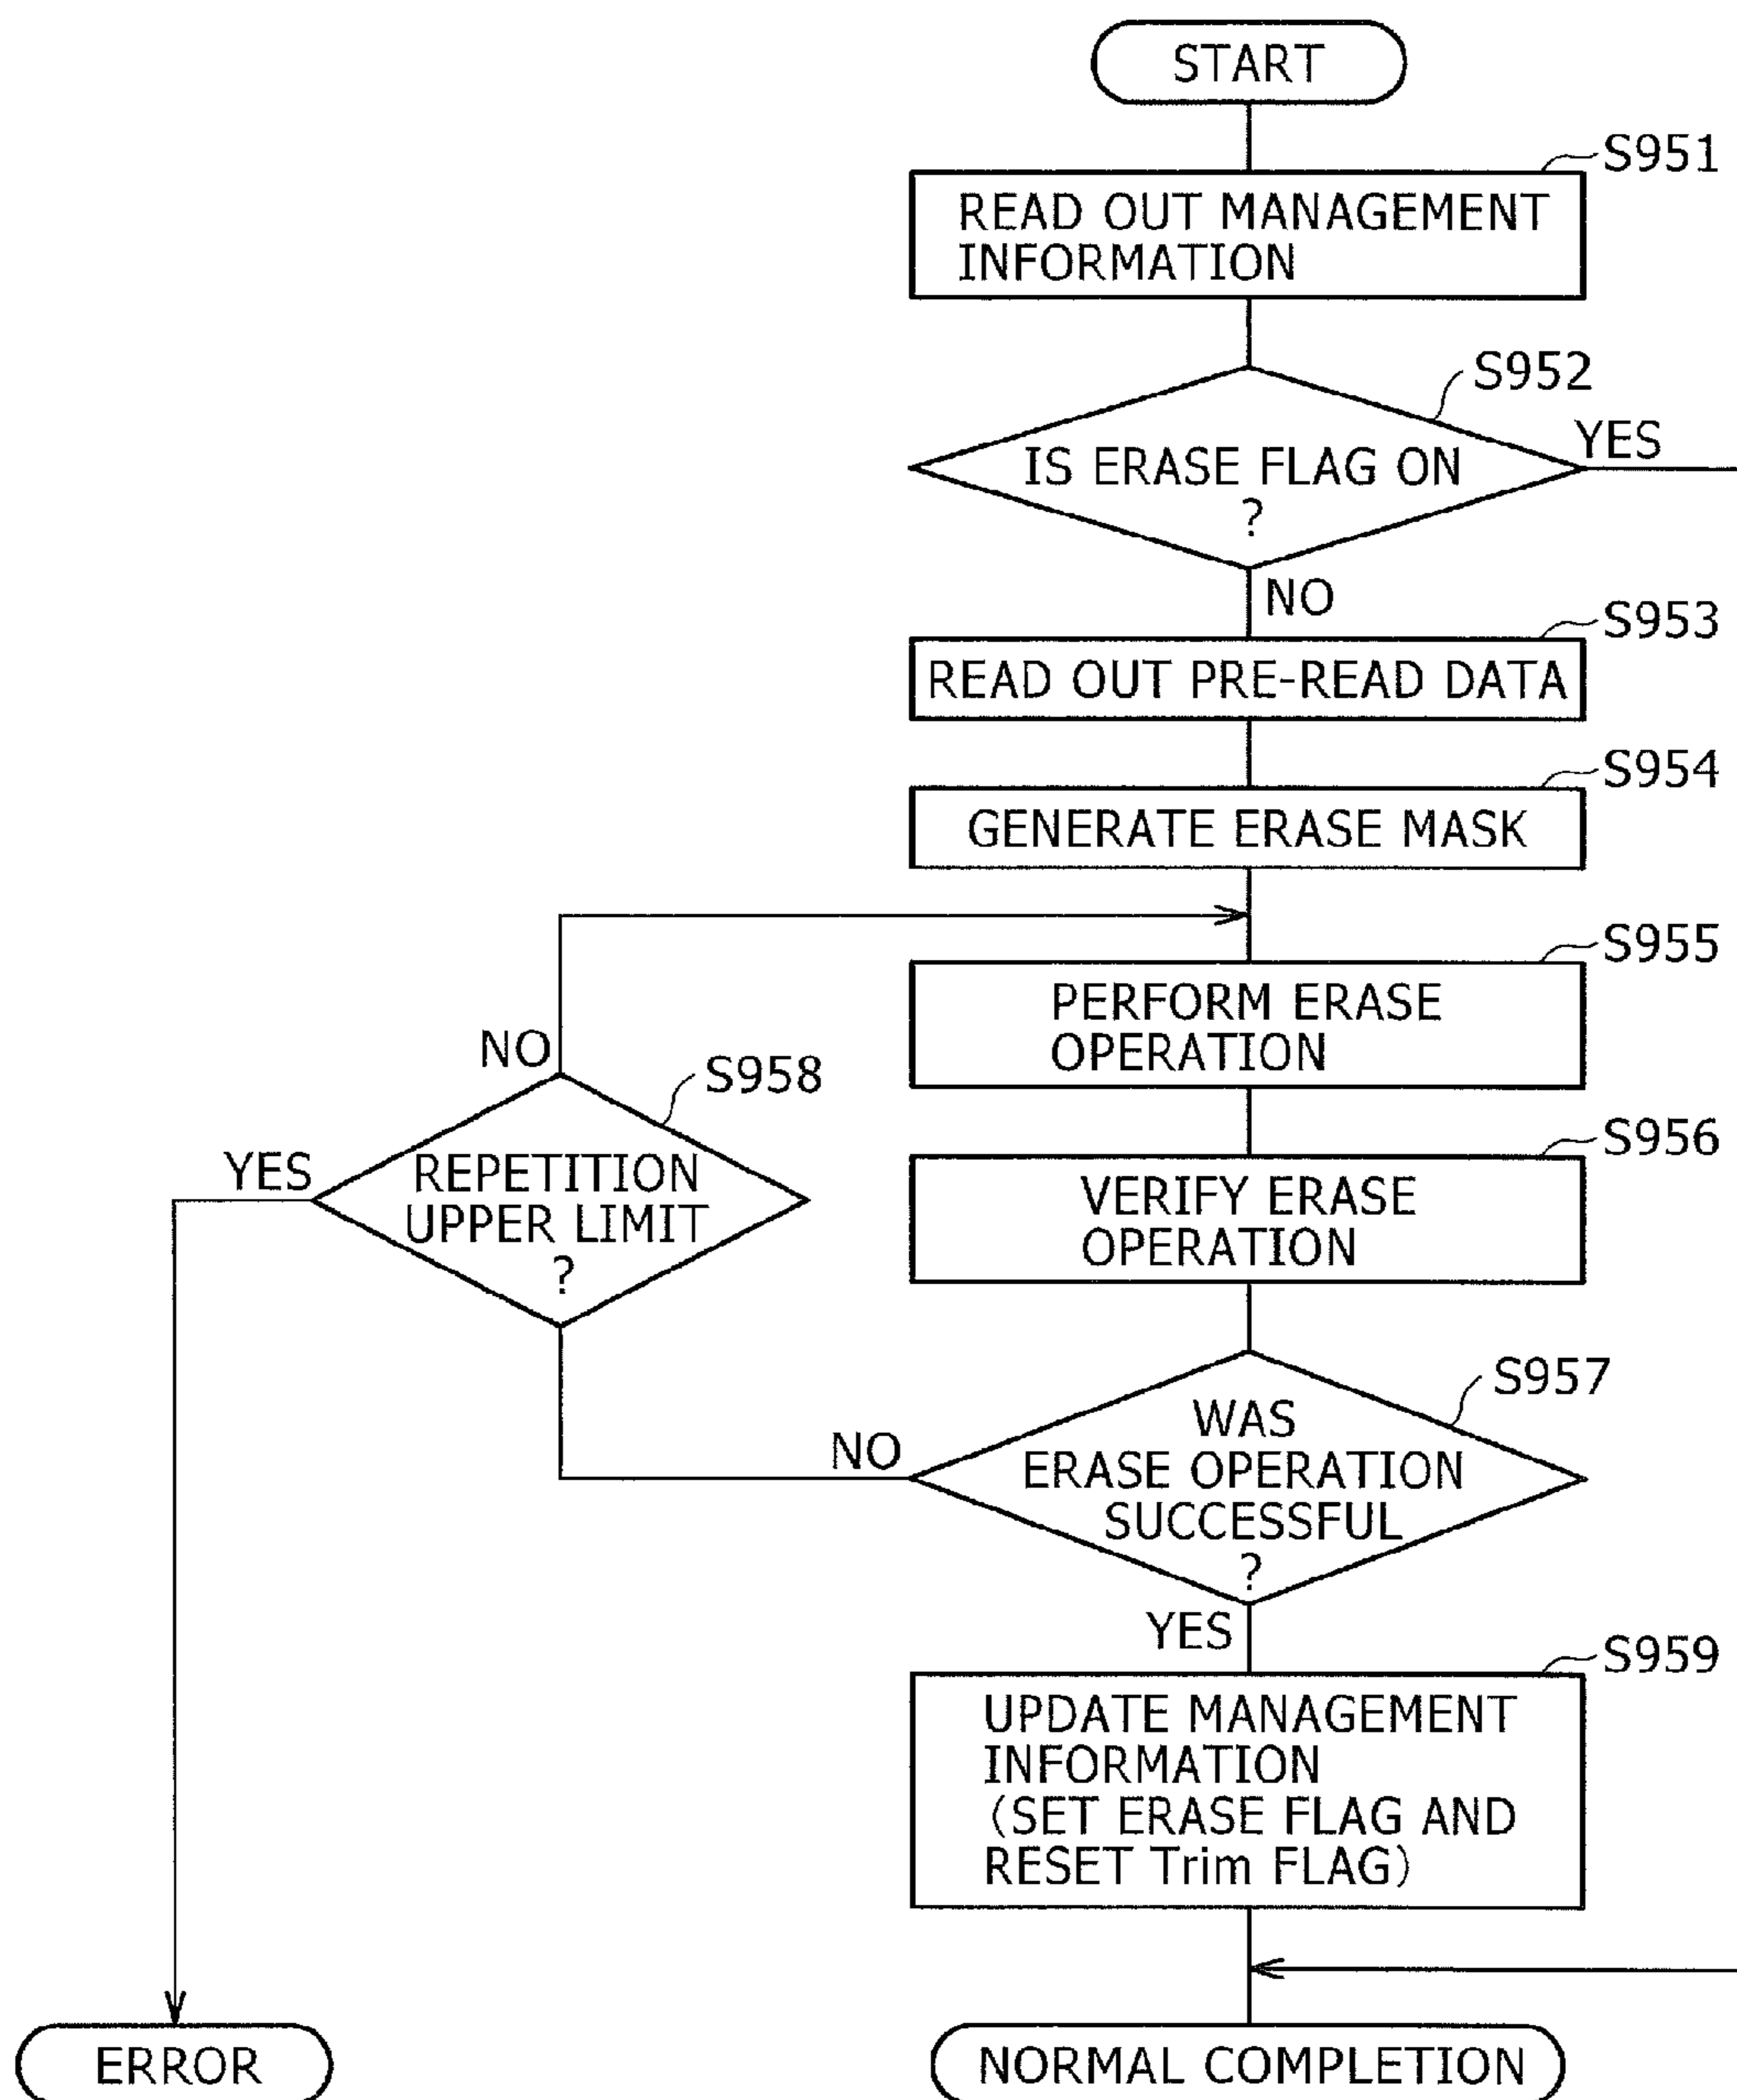 START
S951
READ OUT MANAGEMENT
INFORMATION
S952
YES
IS ERASE FLAG ON
?
NO
S953
READ OUT PRE-READ DATA
S954
GENERATE ERASE MASK
S955
PERFORM ERASE
OPERATION
NO
S958
YES
REPETITION
UPPER LIMIT
?
S956
VERIFY ERASE
OPERATION
S957
NO
WAS
ERASE OPERATION
SUCCESSFUL
?
YES
S959
UPDATE MANAGEMENT
INFORMATION
(SET ERASE FLAG AND
RESET Trim FLAG)
ERROR
NORMAL COMPLETION